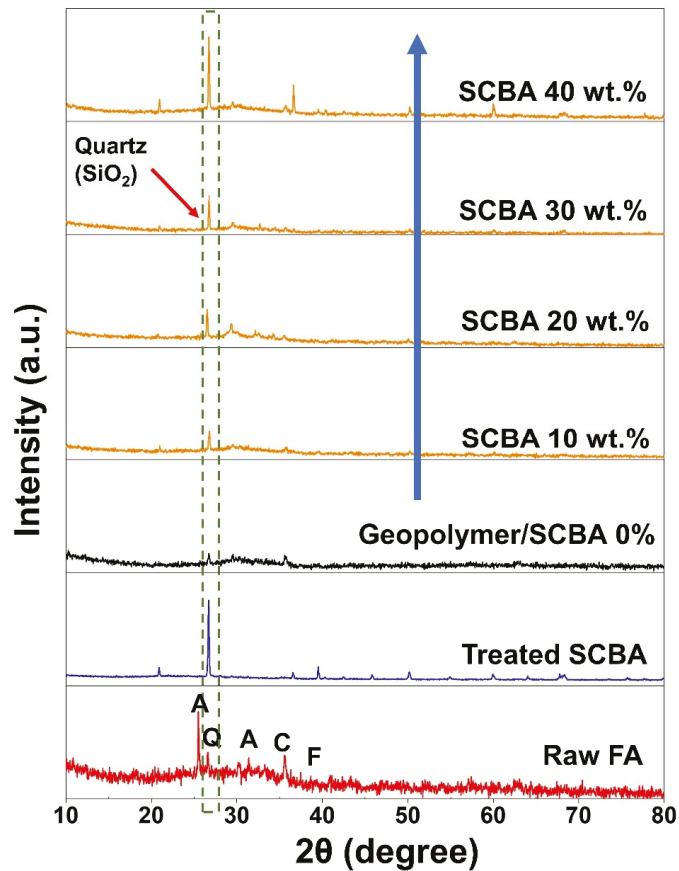 SCBA 40 wt.%
Quartz
(SiO₂)
SCBA 30 wt.%
SCBA 20 wt.%
SCBA 10 wt.%
Geopolymer/SCBA 0%
Treated SCBA
A
Q
A
C
F
Raw FA
Intensity (a.u.)
10 20 30 40 50 60 70 80
2θ (degree)